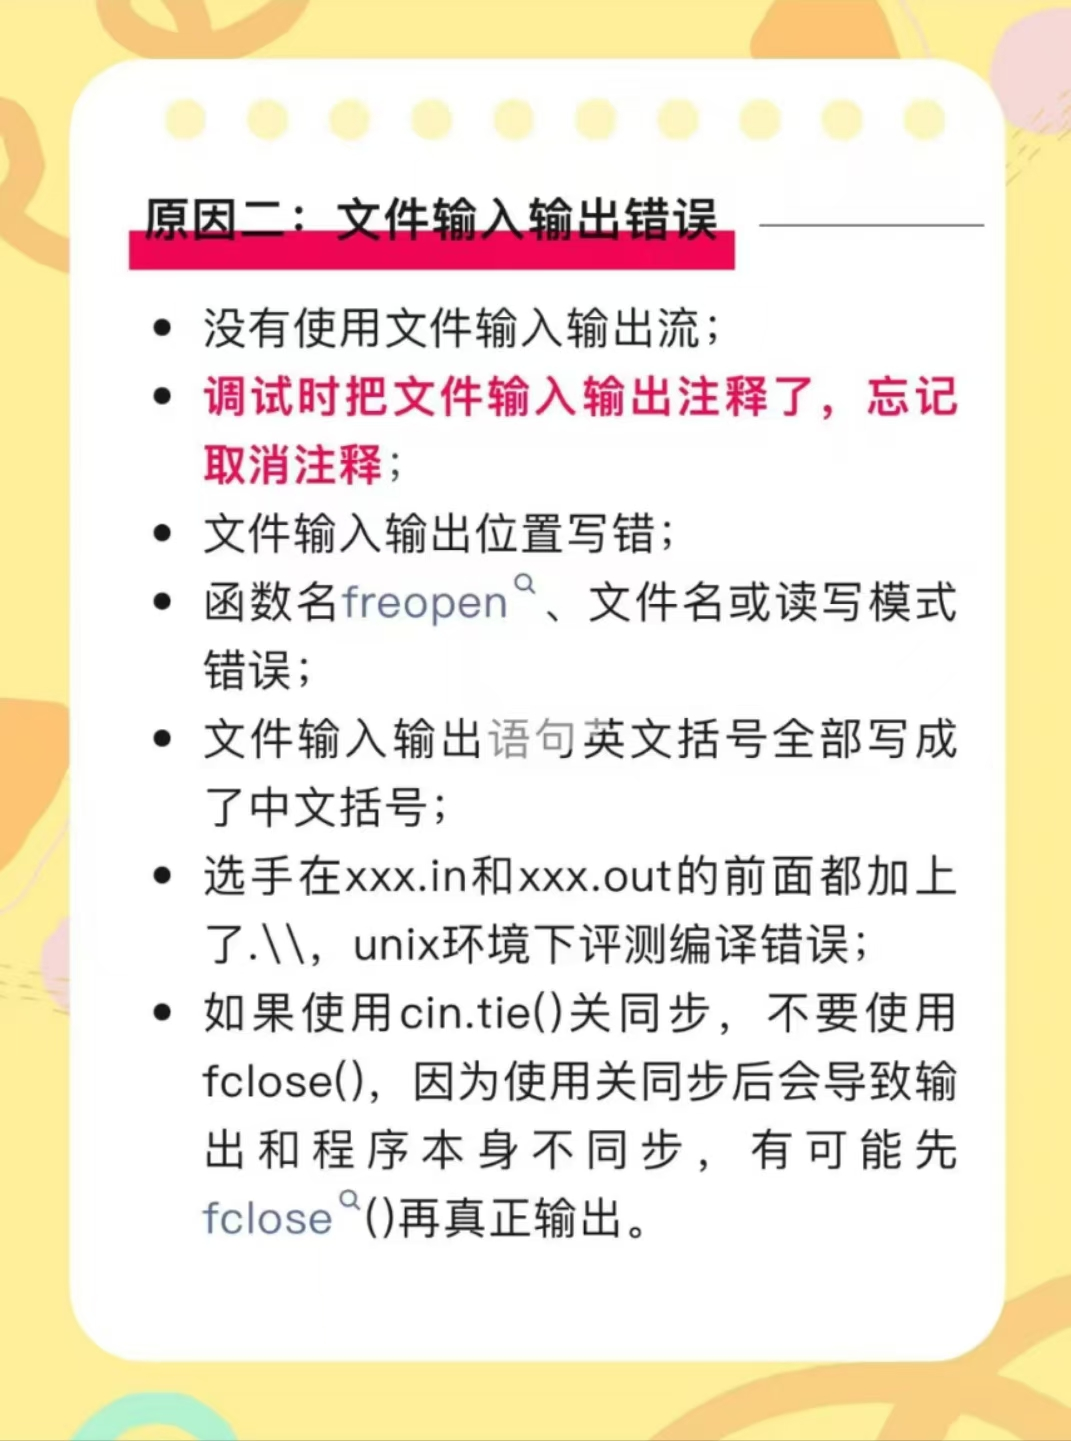 原因二：文件输入输出错误
没有使用文件输入输出流；
调试时把文件输入输出注释了，忘记
取消注释；
文件输入输出位置写错；
函数名freopen、文件名或读写模式
错误；
文件输入输出语句英文括号全部写成
了中文括号；
选手在xxx.in和xxx.out的前面都加上
了.\\，unix环境下评测编译错误；
如果使用cin.tie()关同步，不要使用
fclose()，因为使用关同步后会导致输
出和程序本身不同步，有可能先
fclose()再真正输出。